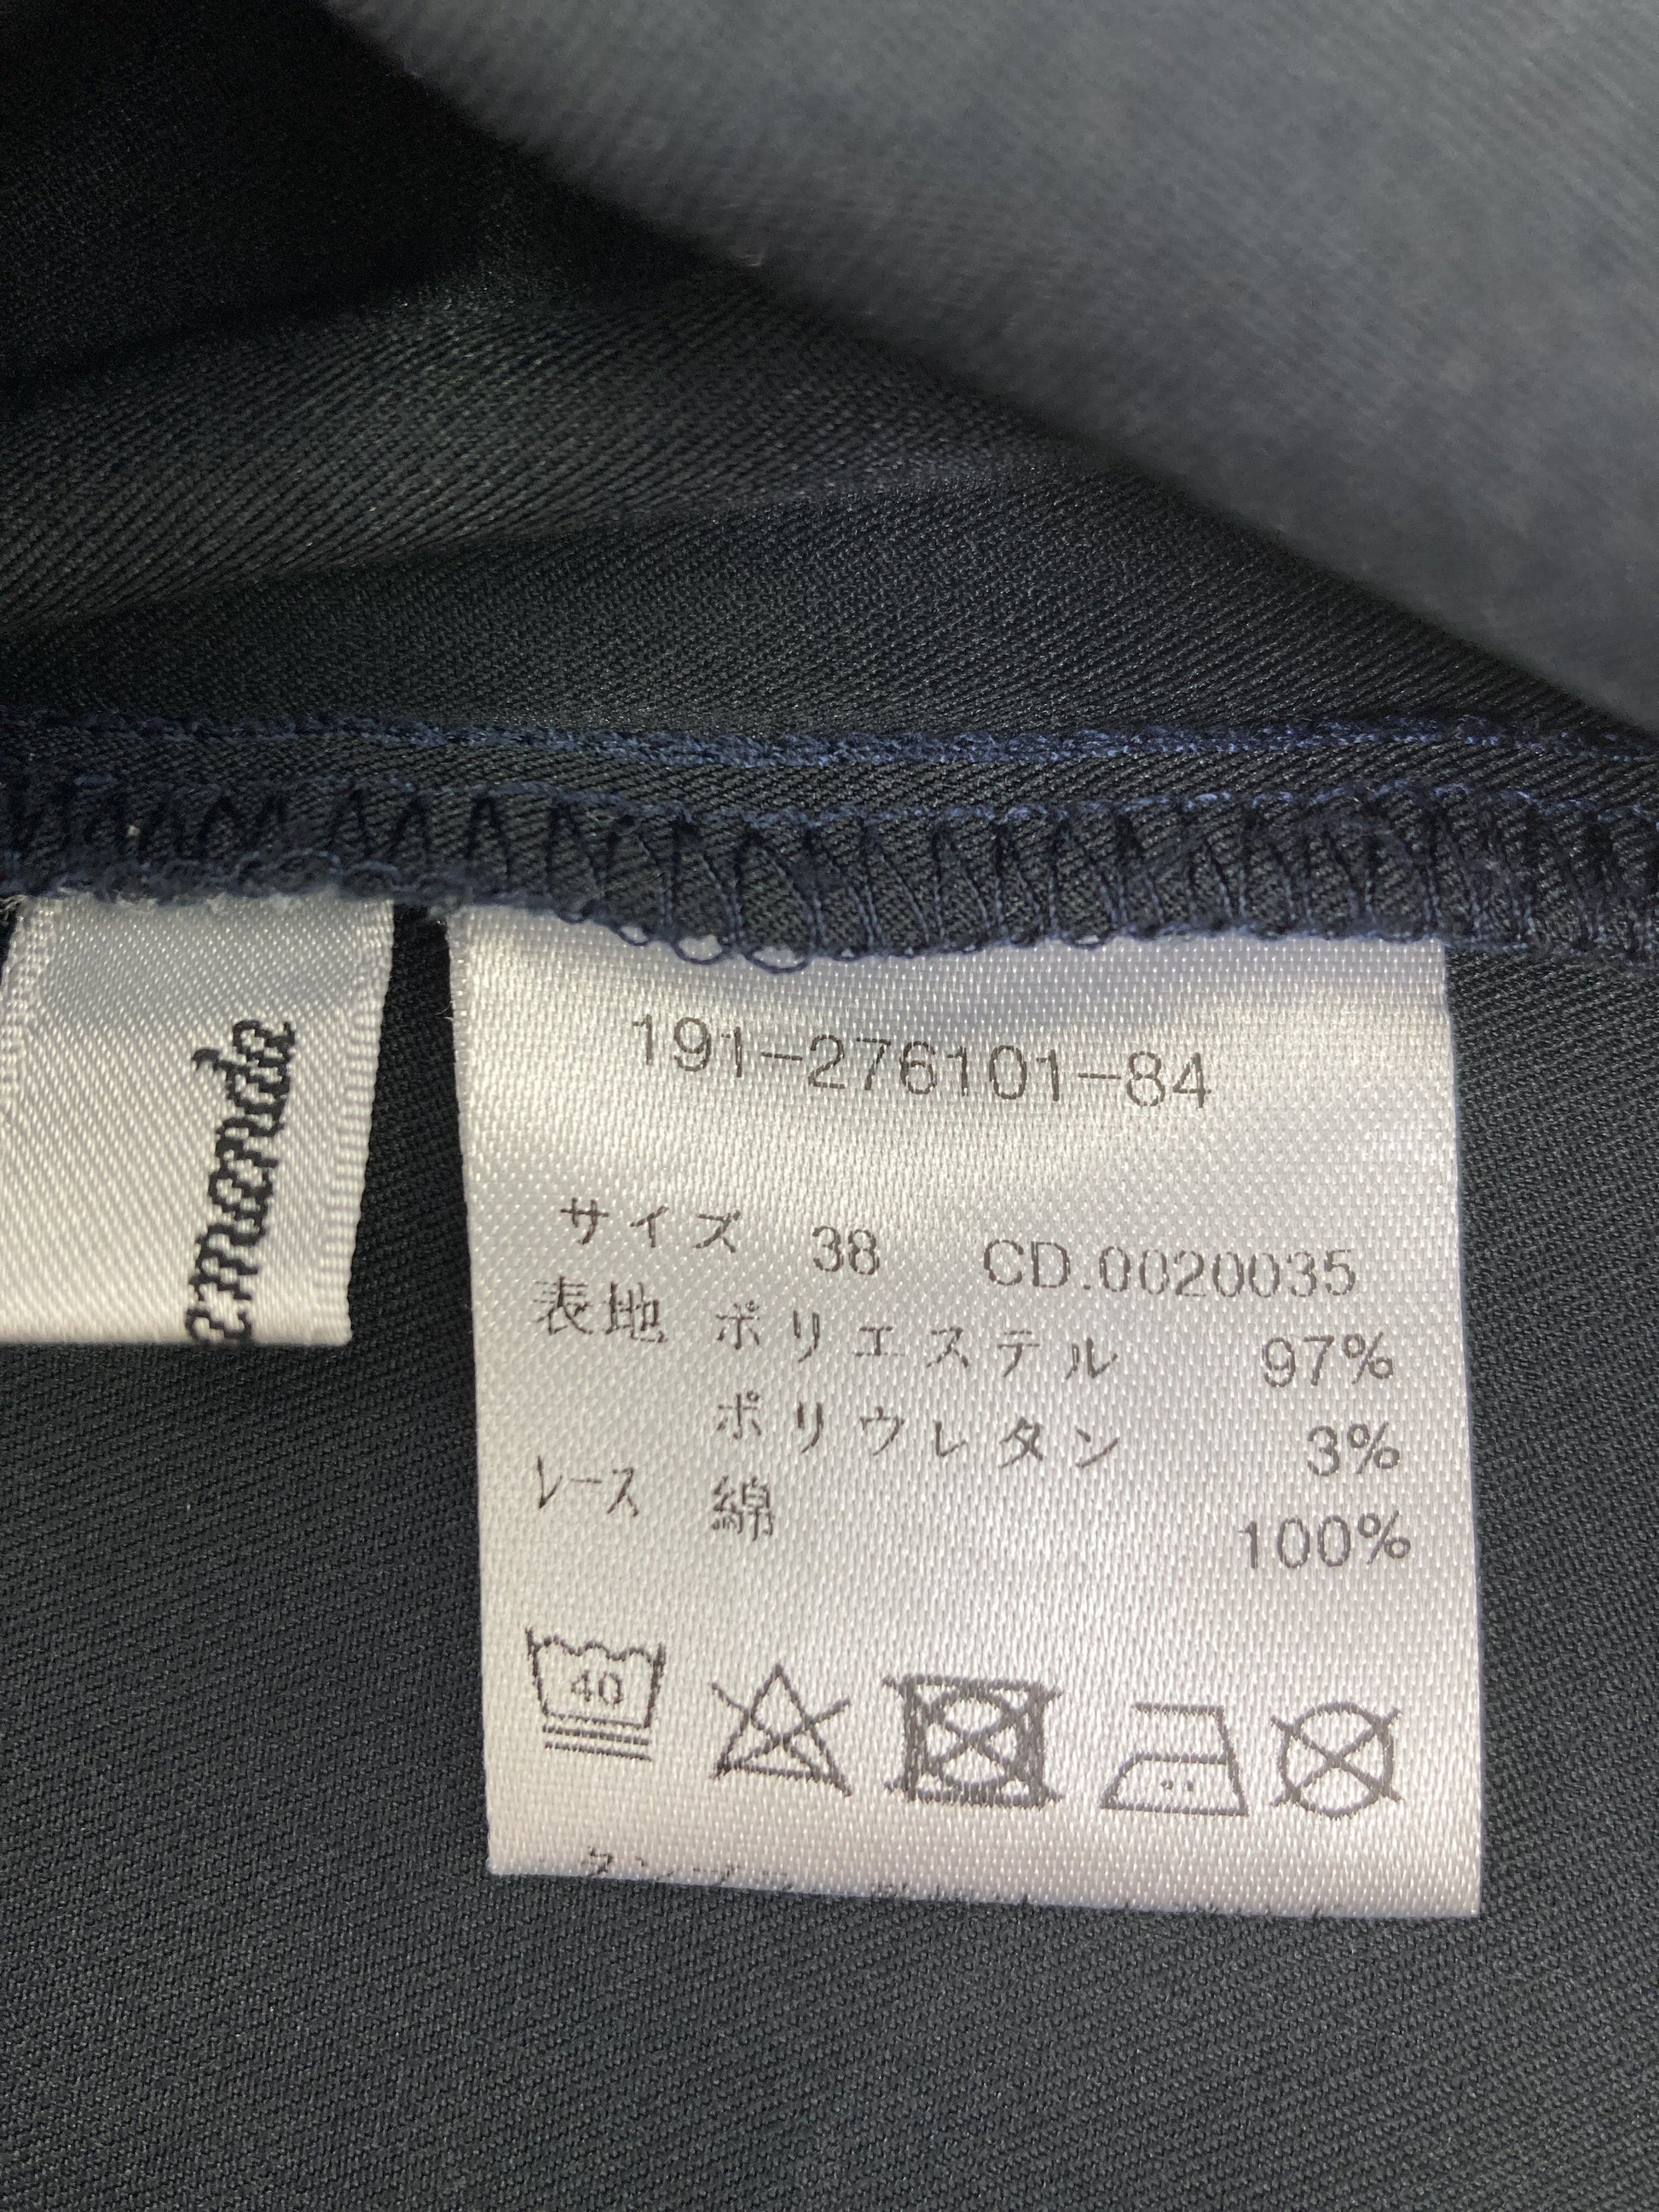 191-276101-84
サイズ 38 CD.0020035
表地 ポリエステル 97%
ポリウレタン 3%
レース 綿 100%
40